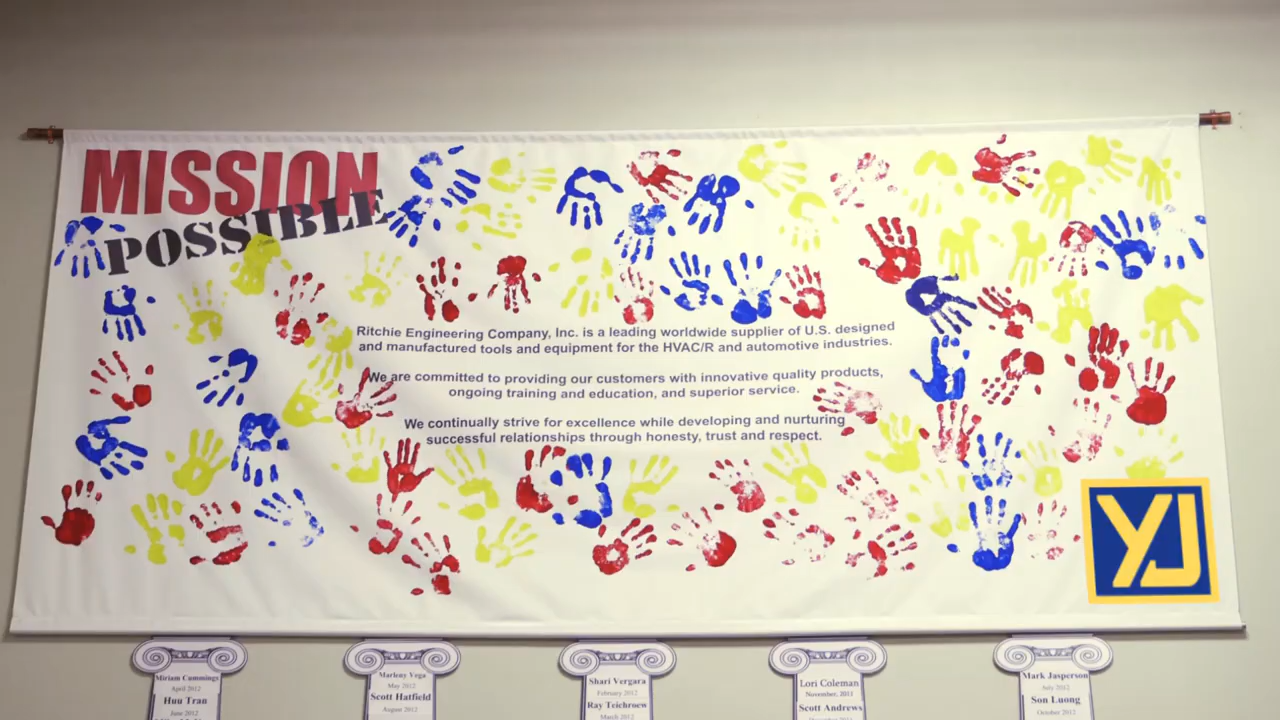 MISSION
POSSIBLE
Ritchie Engineering Company, Inc. is a leading worldwide supplier of U.S. designed
and manufactured tools and equipment for the HVAC/R and automotive industries.
We are committed to providing our customers with innovative quality products,
ongoing training and education, and superior service.
We continually strive for excellence while developing and nurturing
successful relationships through honesty, trust and respect.
YJ
Miriam Cummings
April 2012
Huu Tran
June 2012
Marleny Vega
May 2012
Scott Hatfield
August 2012
Shari Vergara
February 2012
Ray Teichroew
March 2012
Lori Coleman
November, 2011
Scott Andrews
Mark Jasperson
July 2012
Son Luong
October 2012